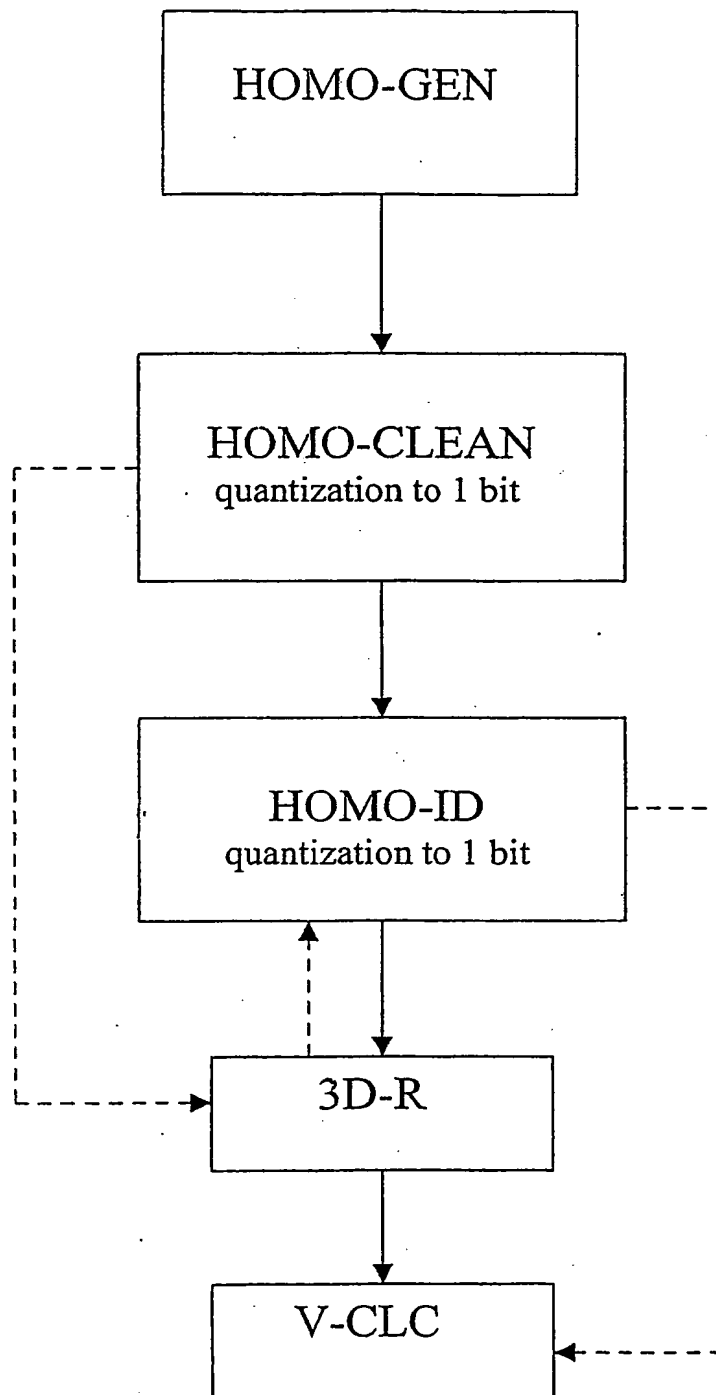 HOMO-GEN
HOMO-CLEAN
quantization to 1 bit
HOMO-ID
quantization to 1 bit
3D-R
V-CLC